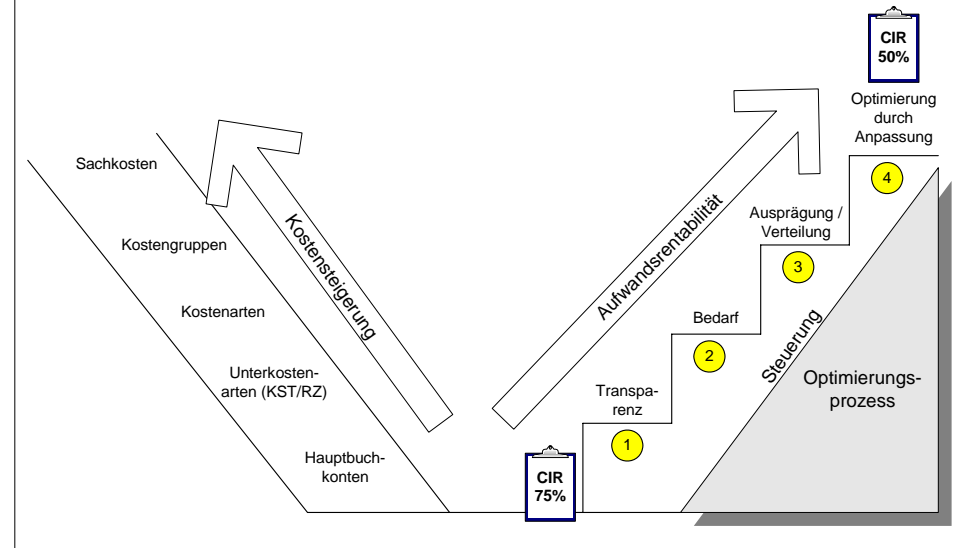 CIR
50%
Optimierung
durch
Anpassung
4
Sachkosten
Kostengruppen
Kostenarten
Unterkosten-
arten (KST/RZ)
Hauptbuch-
konten
Kostensteigerung
Aufwandsrentabilität
Ausprägung /
Verteilung
3
Bedarf
2
Transpa-
renz
1
CIR
75%
Steuerung
Optimierungs-
prozess